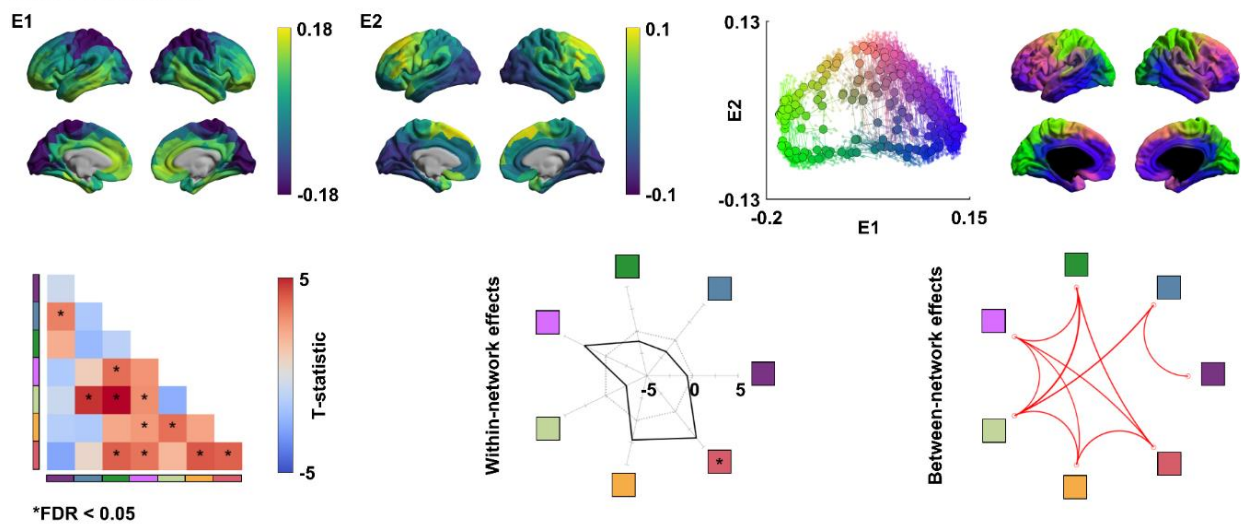 E1
0.18
-0.18
E2
0.1
-0.1
0.13
E2
-0.13
-0.2
0.15
E1
5
T-statistic
-5
*
*
* * *
* *
* * * *
*FDR < 0.05
Within-network effects
-5 0 5
*
Between-network effects